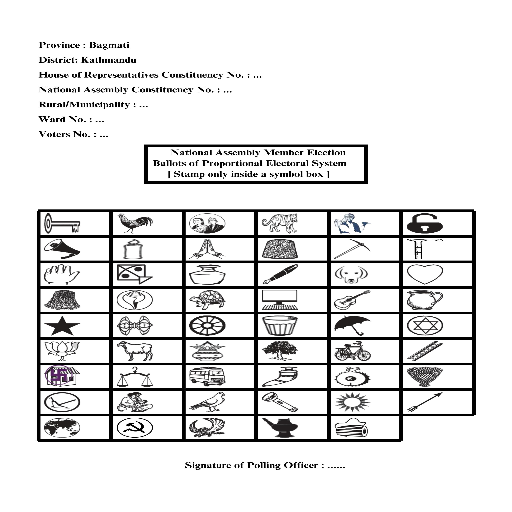 Province : Bagmati
District: Kathmandu
House of Representatives Constituency No. : ...
National Assembly Constituency No. : ...
Rural/Municipality : ...
Ward No. : ...
Voters No. : ...
National Assembly Member Election
Ballots of Proportional Electoral System
[ Stamp only inside a symbol box ]
Signature of Polling Officer : ......